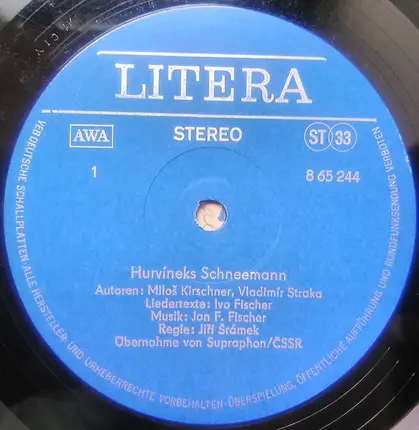 LITERA
AWA
STEREO
ST 33
1
8 65 244
Hurvineks Schneemann
Autoren: Miloš Kirschner, Vladimír Straka
Liedertexte: Ivo Fischer
Musik: Jan F. Fischer
Regie: Jiří Šrámek
Übernahme von Supraphon/ČSSR
VEB DEUTSCHE SCHALLPLATTEN · ALLE HERSTELLER- UND URHEBERRECHTE VORBEHALTEN · ÜBERSPIELUNG, ÖFFENTLICHE AUFFÜHRUNG UND RUNDFUNKSENDUNG VERBOTEN